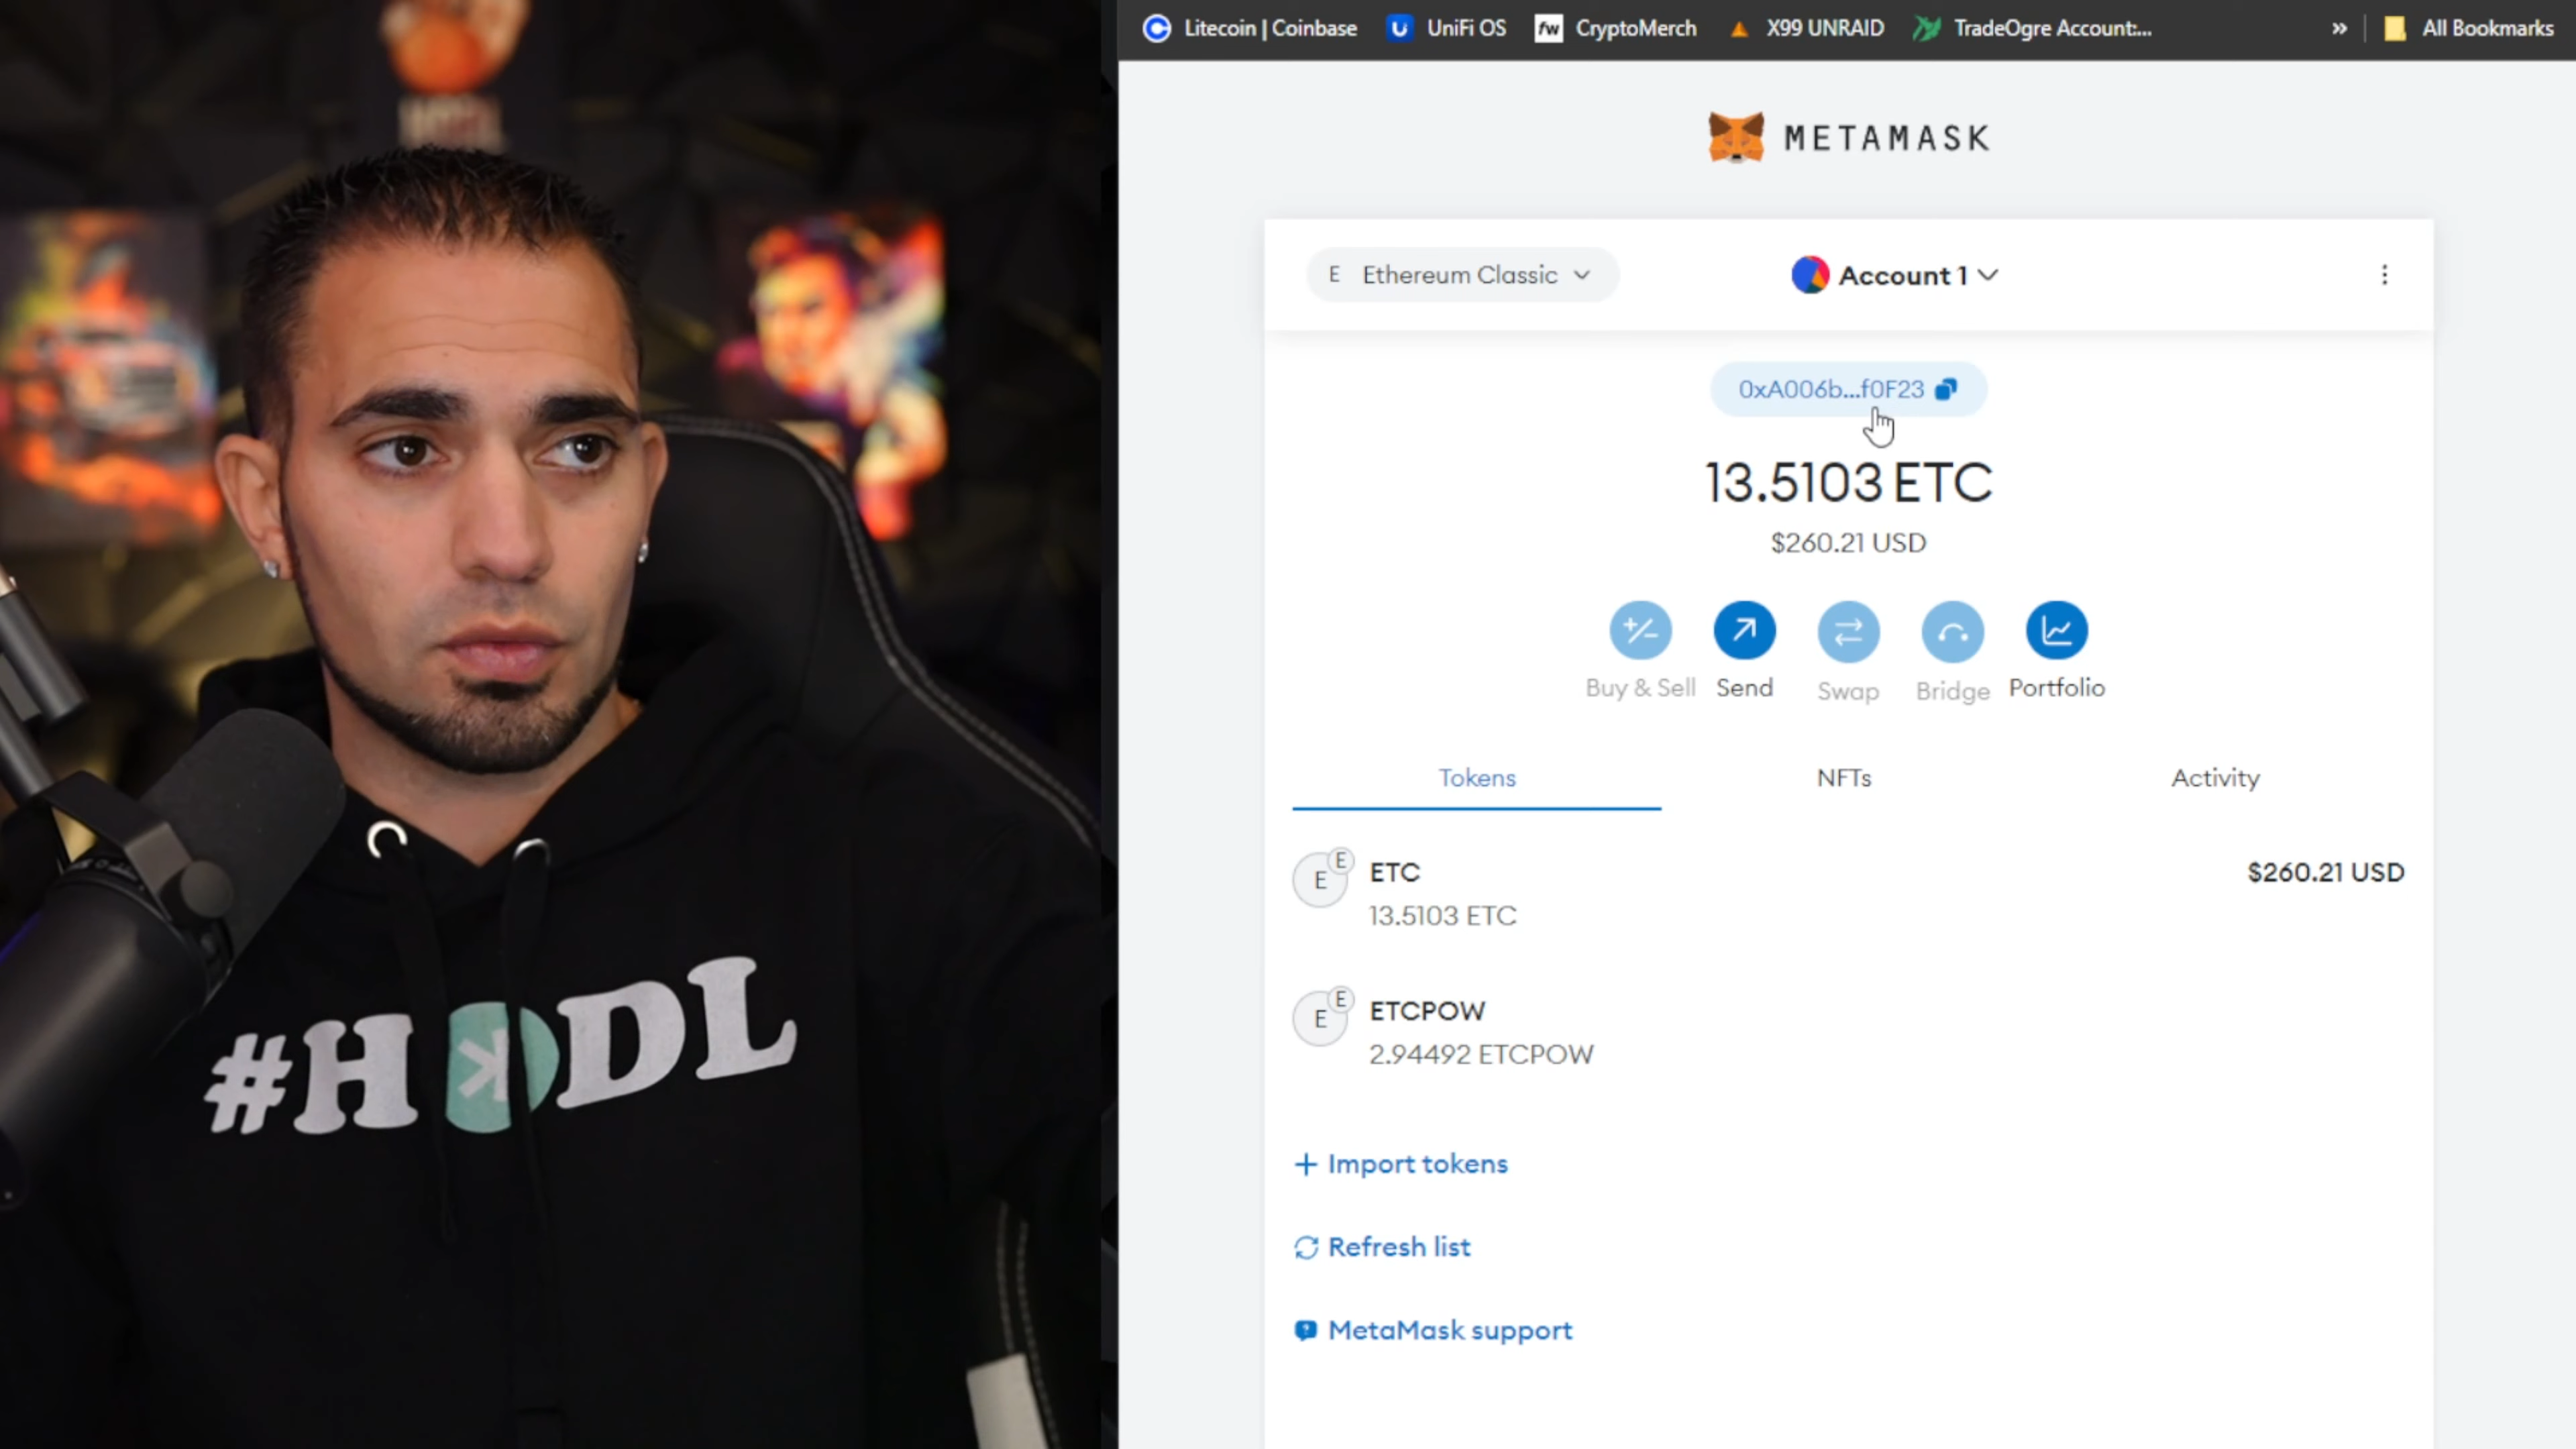 Litecoin | Coinbase
UniFi OS
fw CryptoMerch
X99 UNRAID
TradeOgre Account:...
»
All Bookmarks
METAMASK
E Ethereum Classic
Account 1
0xA006b...f0F23
13.5103 ETC
$260.21 USD
Buy & Sell
Send
Swap
Bridge
Portfolio
Tokens
NFTs
Activity
E
E
ETC
$260.21 USD
13.5103 ETC
E
E
ETCPOW
2.94492 ETCPOW
+ Import tokens
Refresh list
MetaMask support
#HODL